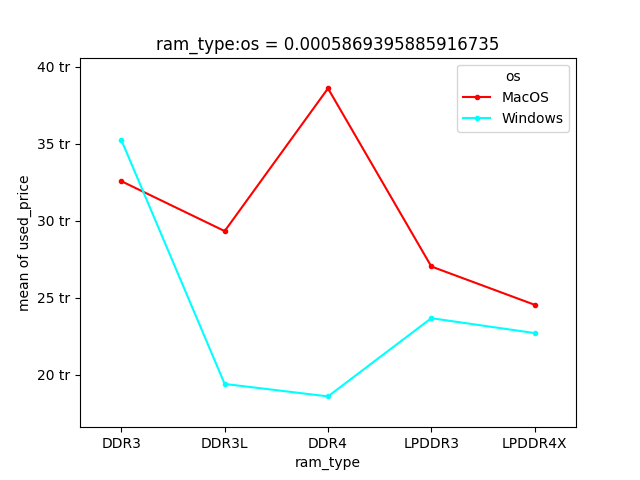 ram_type:os = 0.0005869395885916735
40 tr
35 tr
30 tr
25 tr
20 tr
mean of used_price
os
MacOS
Windows
DDR3
DDR3L
DDR4
LPDDR3
LPDDR4X
ram_type